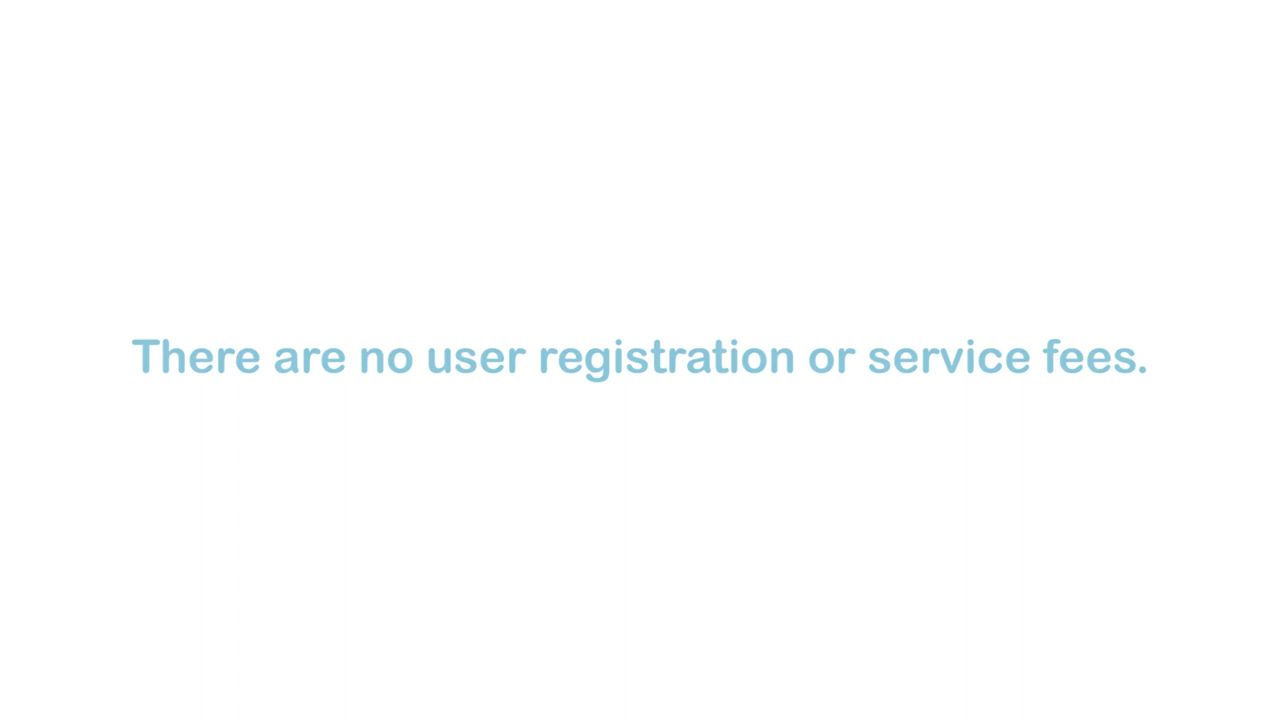 There are no user registration or service fees.